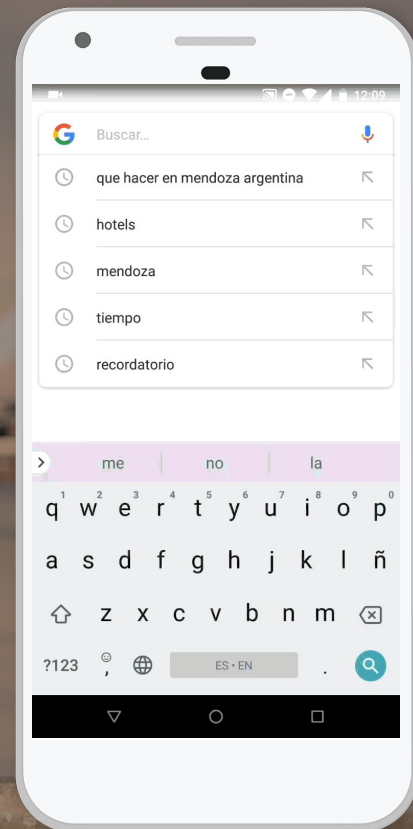 12:09
Buscar...
que hacer en mendoza argentina
hotels
mendoza
tiempo
recordatorio
me no la
1 2 3 4 5 6 7 8 9 0
q w e r t y u i o p
a s d f g h j k l ñ
z x c v b n m
?123 , ES • EN .